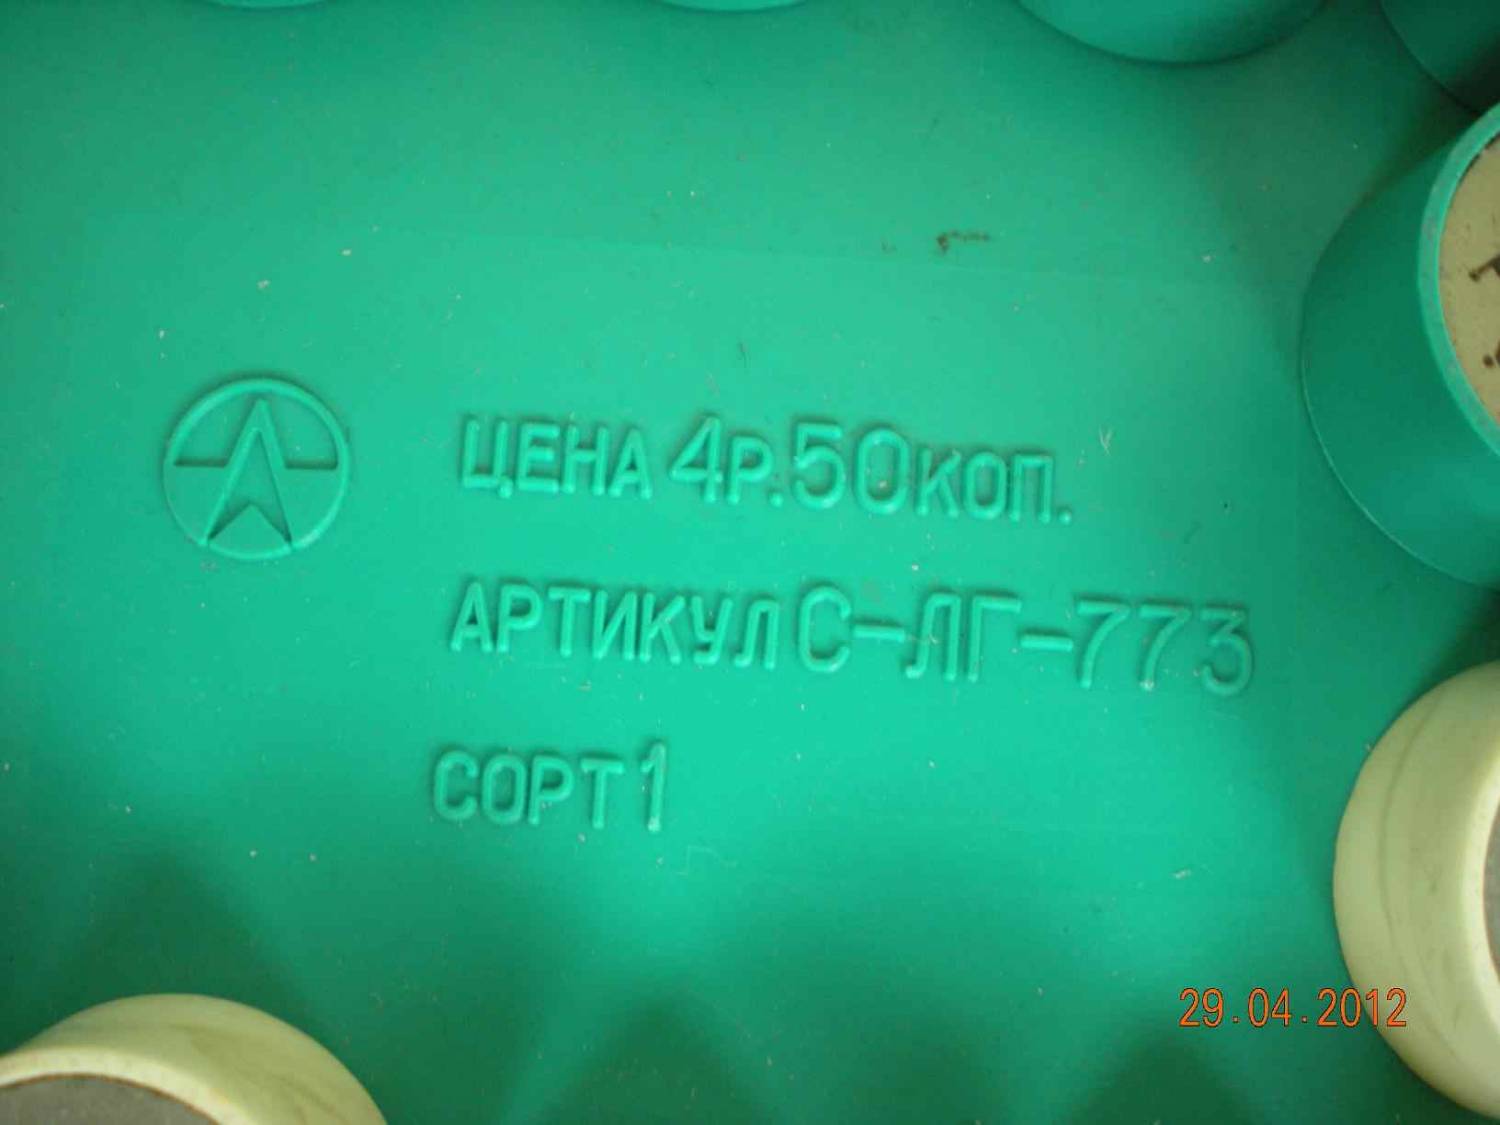 ЦЕНА 4Р.50КОП.
АРТИКУЛ С-ЛГ-773
СОРТ 1
29.04.2012